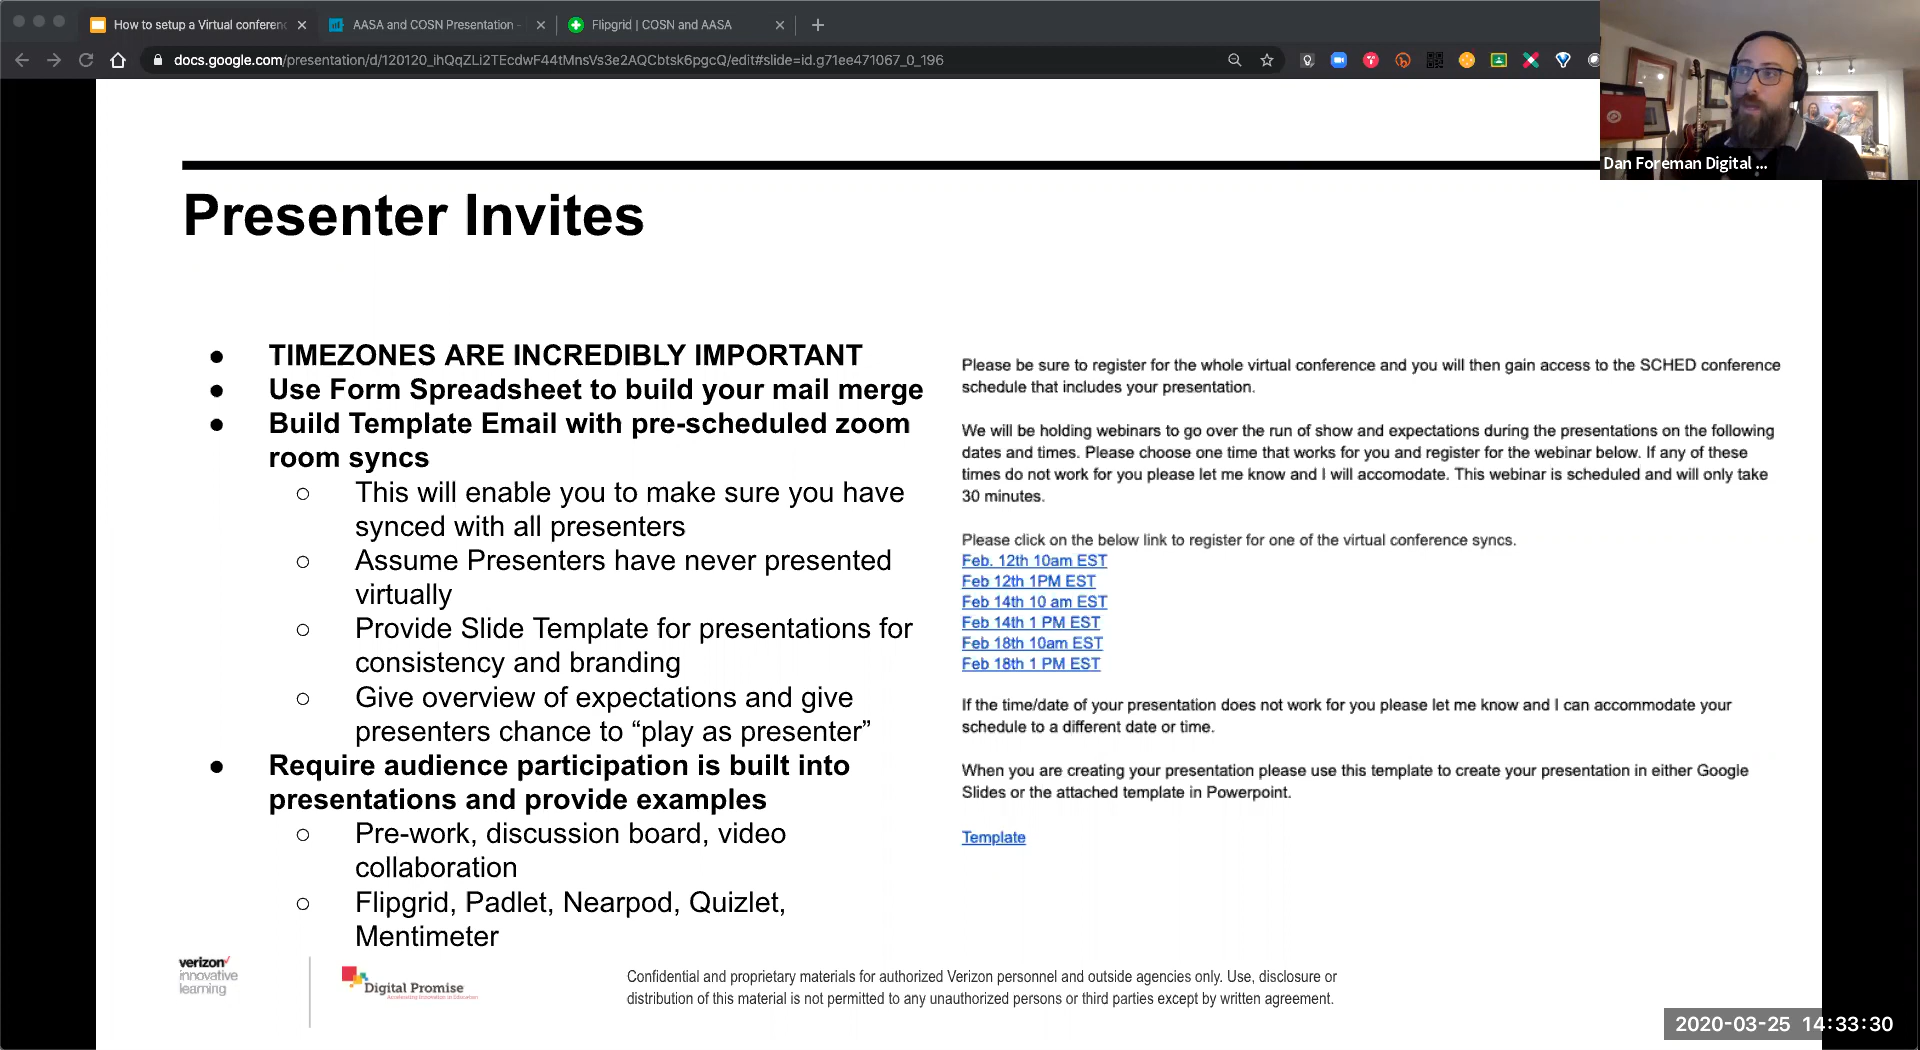 How to setup a Virtual conferenc
AASA and COSN Presentation -
Flipgrid | COSN and AASA
docs.google.com/presentation/d/120120_ihQqZLi2TEcdwF44tMnsVs3e2AQCbtsk6pgcQ/edit#slide=id.g71ee471067_0_196
Dan Foreman Digital ...
Presenter Invites
● TIMEZONES ARE INCREDIBLY IMPORTANT
● Use Form Spreadsheet to build your mail merge
● Build Template Email with pre-scheduled zoom
room syncs
○ This will enable you to make sure you have
synced with all presenters
○ Assume Presenters have never presented
virtually
○ Provide Slide Template for presentations for
consistency and branding
○ Give overview of expectations and give
presenters chance to “play as presenter”
● Require audience participation is built into
presentations and provide examples
○ Pre-work, discussion board, video
collaboration
○ Flipgrid, Padlet, Nearpod, Quizlet,
Mentimeter
Please be sure to register for the whole virtual conference and you will then gain access to the SCHED conference
schedule that includes your presentation.
We will be holding webinars to go over the run of show and expectations during the presentations on the following
dates and times. Please choose one time that works for you and register for the webinar below. If any of these
times do not work for you please let me know and I will accomodate. This webinar is scheduled and will only take
30 minutes.
Please click on the below link to register for one of the virtual conference syncs.
Feb. 12th 10am EST
Feb 12th 1PM EST
Feb 14th 10 am EST
Feb 14th 1 PM EST
Feb 18th 10am EST
Feb 18th 1 PM EST
If the time/date of your presentation does not work for you please let me know and I can accommodate your
schedule to a different date or time.
When you are creating your presentation please use this template to create your presentation in either Google
Slides or the attached template in Powerpoint.
Template
verizon✓
innovative
learning
Digital Promise
Accelerating Innovation in Education
Confidential and proprietary materials for authorized Verizon personnel and outside agencies only. Use, disclosure or
distribution of this material is not permitted to any unauthorized persons or third parties except by written agreement.
2020-03-25 14:33:30